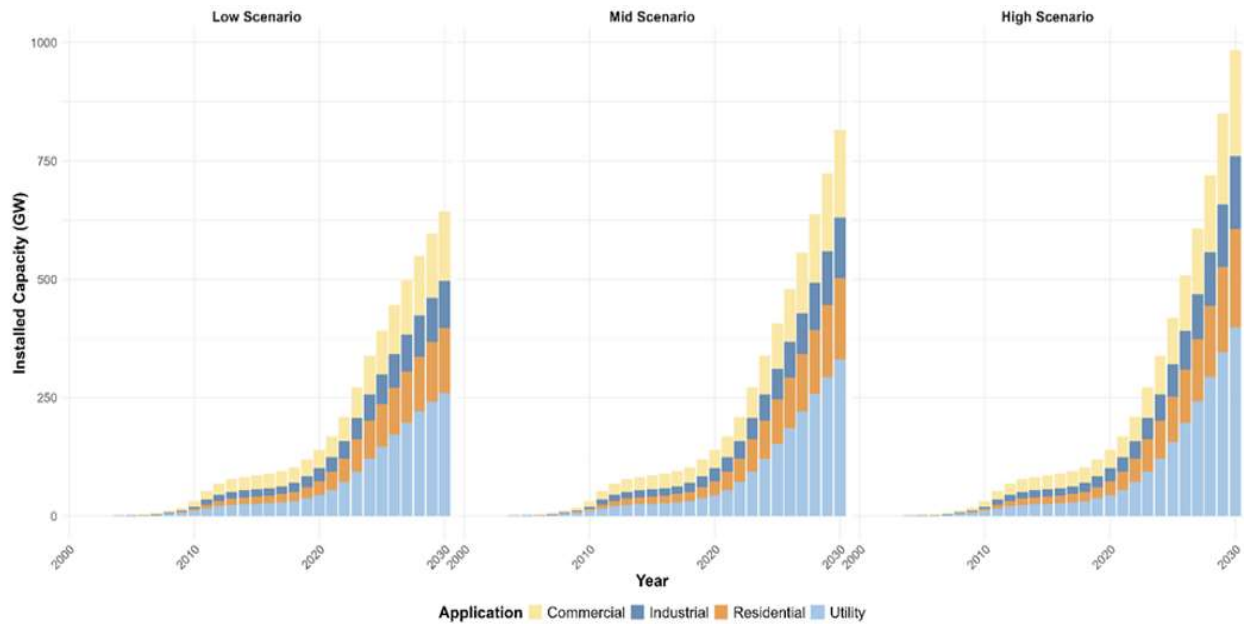 Low Scenario
Mid Scenario
High Scenario
Installed Capacity (GW)
1000
750
500
250
0
2000
2010
2020
2030
2000
2010
2020
2030
2000
2010
2020
2030
Year
Application Commercial Industrial Residential Utility